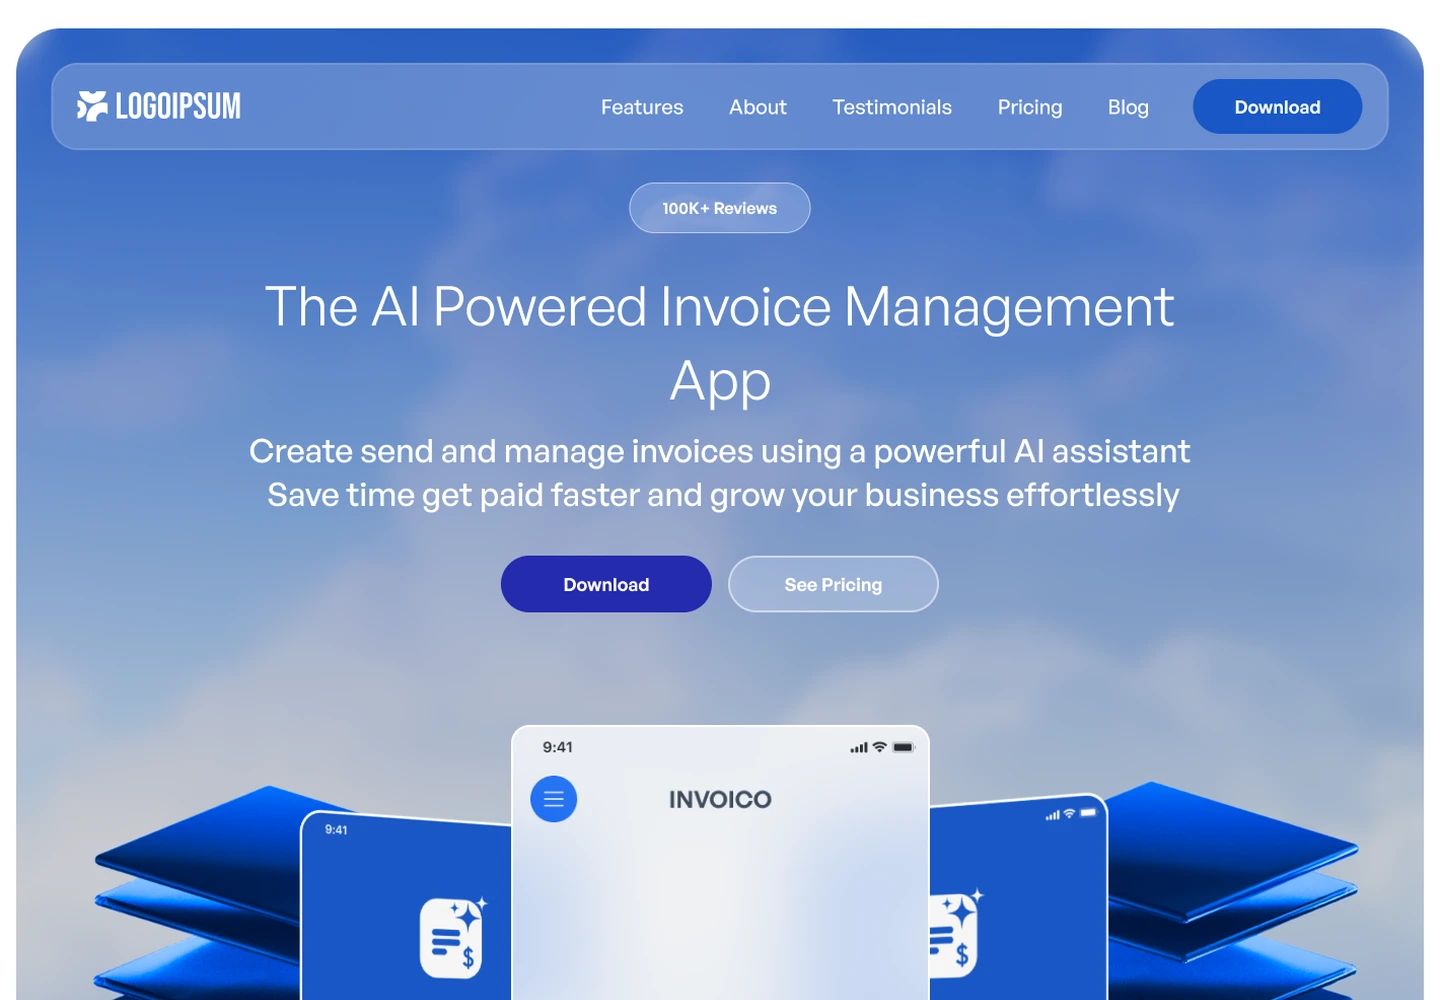 LOGOIPSUM
Features About Testimonials Pricing Blog Download
100K+ Reviews
The AI Powered Invoice Management
App
Create send and manage invoices using a powerful AI assistant
Save time get paid faster and grow your business effortlessly
Download See Pricing
9:41
INVOICO
9:41
$
$